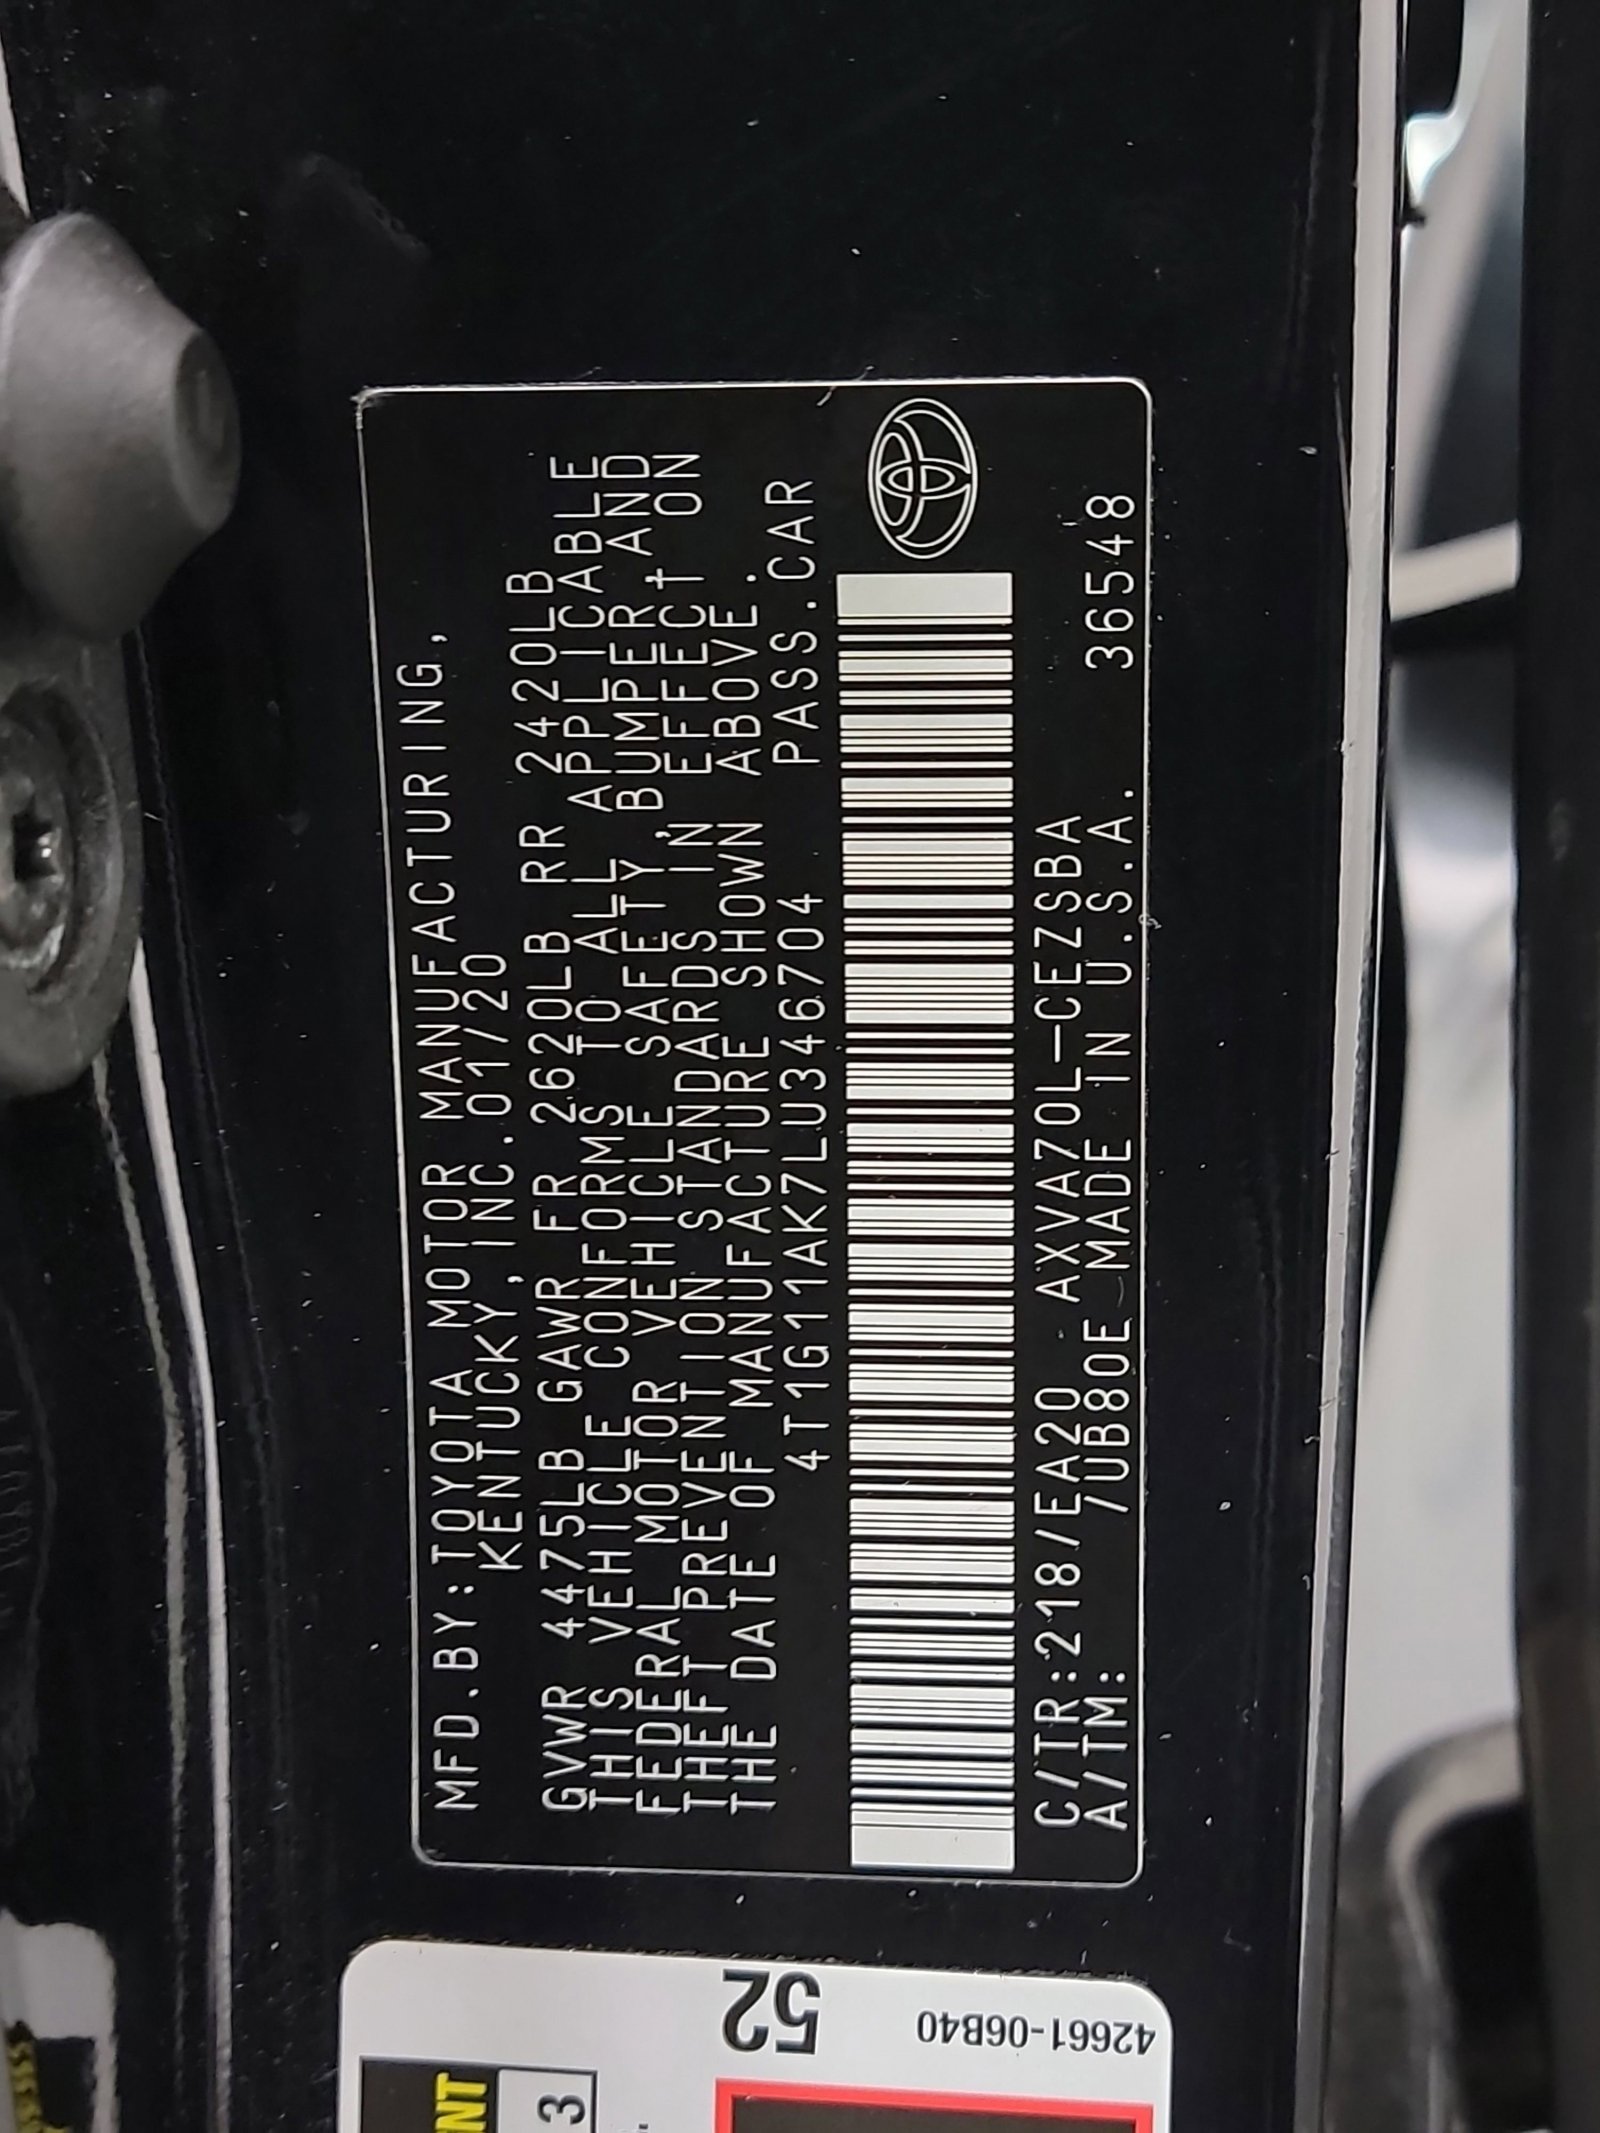 MFD.BY:TOYOTA MOTOR MANUFACTURING,
KENTUCKY, INC.01/20
GVWR 4475LB GAWR FR 2620LB RR 2420LB
THIS VEHICLE CONFORMS TO ALL APPLICABLE
FEDERAL MOTOR VEHICLE SAFETY, BUMPER, AND
THEFT PREVENTION STANDARDS IN EFFECT ON
THE DATE OF MANUFACTURE SHOWN ABOVE.
4T1G11AK7LU346704 PASS.CAR
C/TR:218/EA20 AXVA70L-CEZSBA
A/TM: /UB80E MADE IN U.S.A. 36548
52
42661-06B40
3